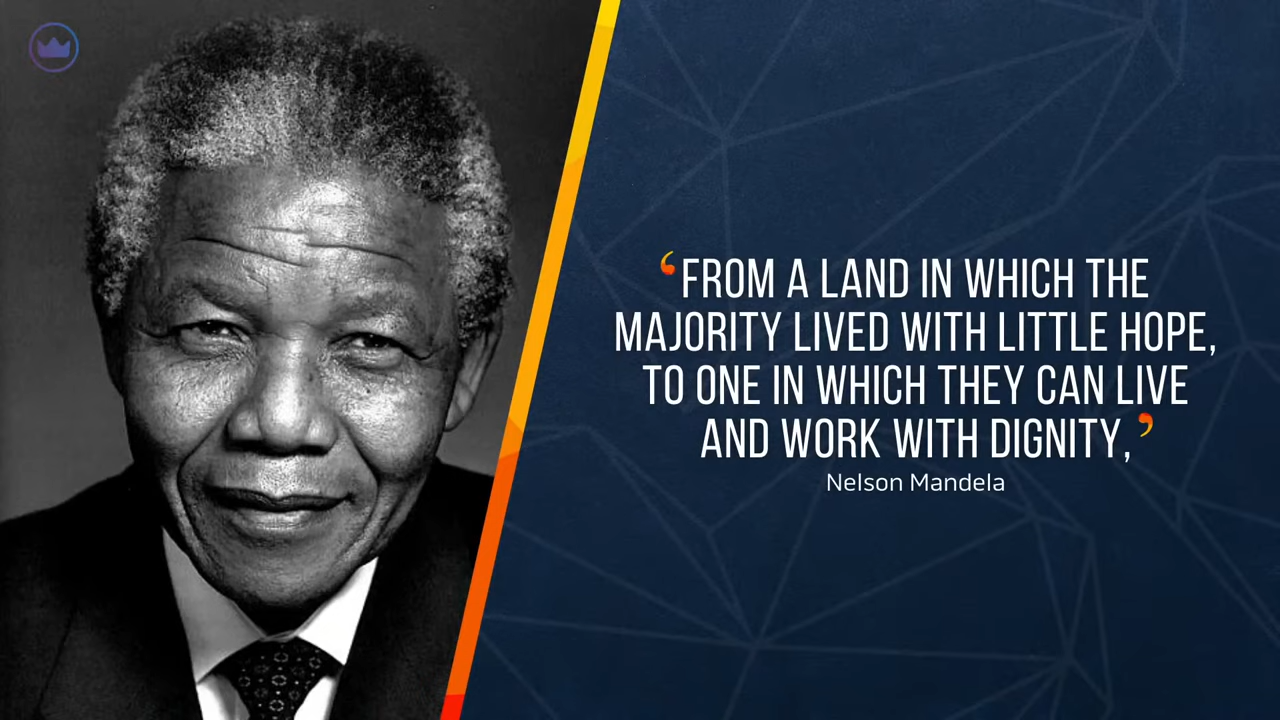 ‘FROM A LAND IN WHICH THE
MAJORITY LIVED WITH LITTLE HOPE,
TO ONE IN WHICH THEY CAN LIVE
AND WORK WITH DIGNITY,’
Nelson Mandela